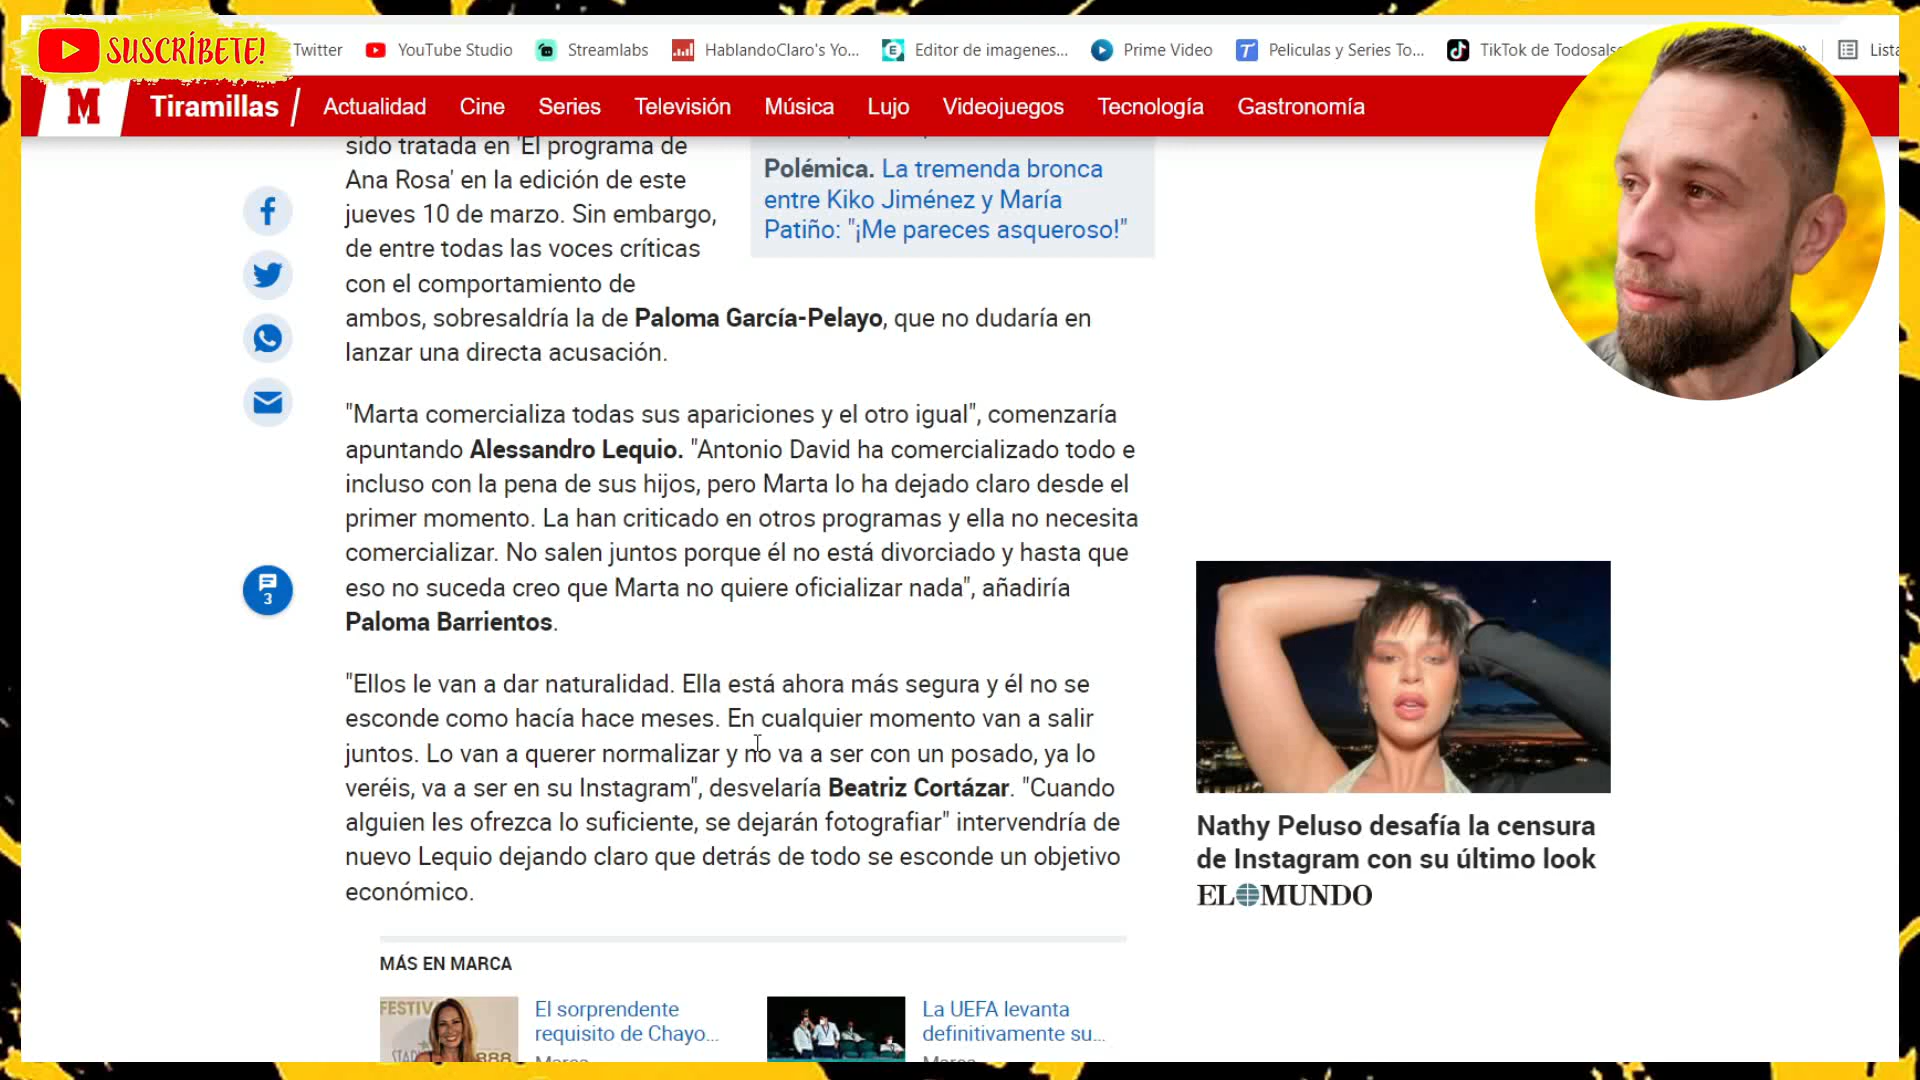 SUSCRÍBETE!
Twitter
YouTube Studio
Streamlabs
HablandoClaro's Yo...
Editor de imagenes...
Prime Video
Peliculas y Series To...
TikTok de Todosals
»
Lista
M
Tiramillas
Actualidad
Cine
Series
Televisión
Música
Lujo
Videojuegos
Tecnología
Gastronomía
sido tratada en 'El programa de
Ana Rosa' en la edición de este
jueves 10 de marzo. Sin embargo,
de entre todas las voces críticas
con el comportamiento de
ambos, sobresaldría la de Paloma García-Pelayo, que no dudaría en
lanzar una directa acusación.
Polémica. La tremenda bronca
entre Kiko Jiménez y María
Patiño: "¡Me pareces asqueroso!"
"Marta comercializa todas sus apariciones y el otro igual", comenzaría
apuntando Alessandro Lequio. "Antonio David ha comercializado todo e
incluso con la pena de sus hijos, pero Marta lo ha dejado claro desde el
primer momento. La han criticado en otros programas y ella no necesita
comercializar. No salen juntos porque él no está divorciado y hasta que
eso no suceda creo que Marta no quiere oficializar nada", añadiría
Paloma Barrientos.
3
"Ellos le van a dar naturalidad. Ella está ahora más segura y él no se
esconde como hacía hace meses. En cualquier momento van a salir
juntos. Lo van a querer normalizar y no va a ser con un posado, ya lo
veréis, va a ser en su Instagram", desvelaría Beatriz Cortázar. "Cuando
alguien les ofrezca lo suficiente, se dejarán fotografiar" intervendría de
nuevo Lequio dejando claro que detrás de todo se esconde un objetivo
económico.
Nathy Peluso desafía la censura
de Instagram con su último look
EL MUNDO
MÁS EN MARCA
FESTIV
888
El sorprendente
requisito de Chayo...
Marca
La UEFA levanta
definitivamente su...
Marca